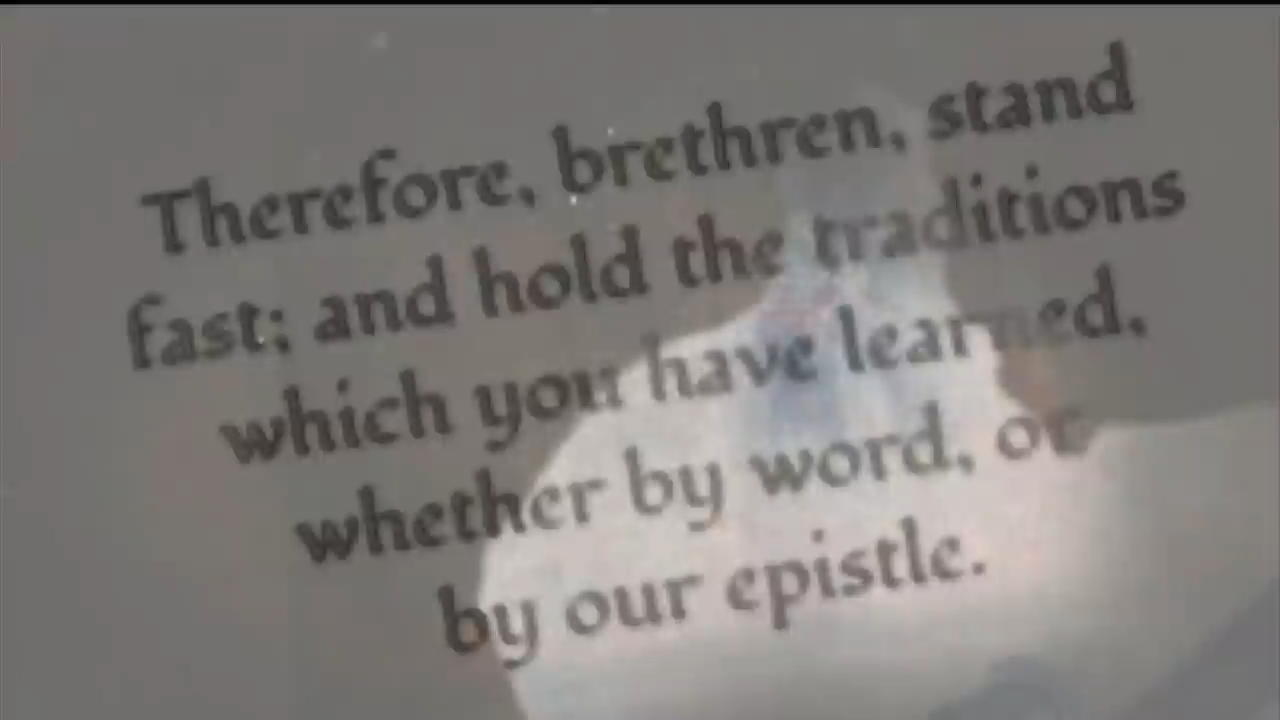 Therefore, brethren, stand
fast; and hold the traditions
which you have learned,
whether by word, or
by our epistle.